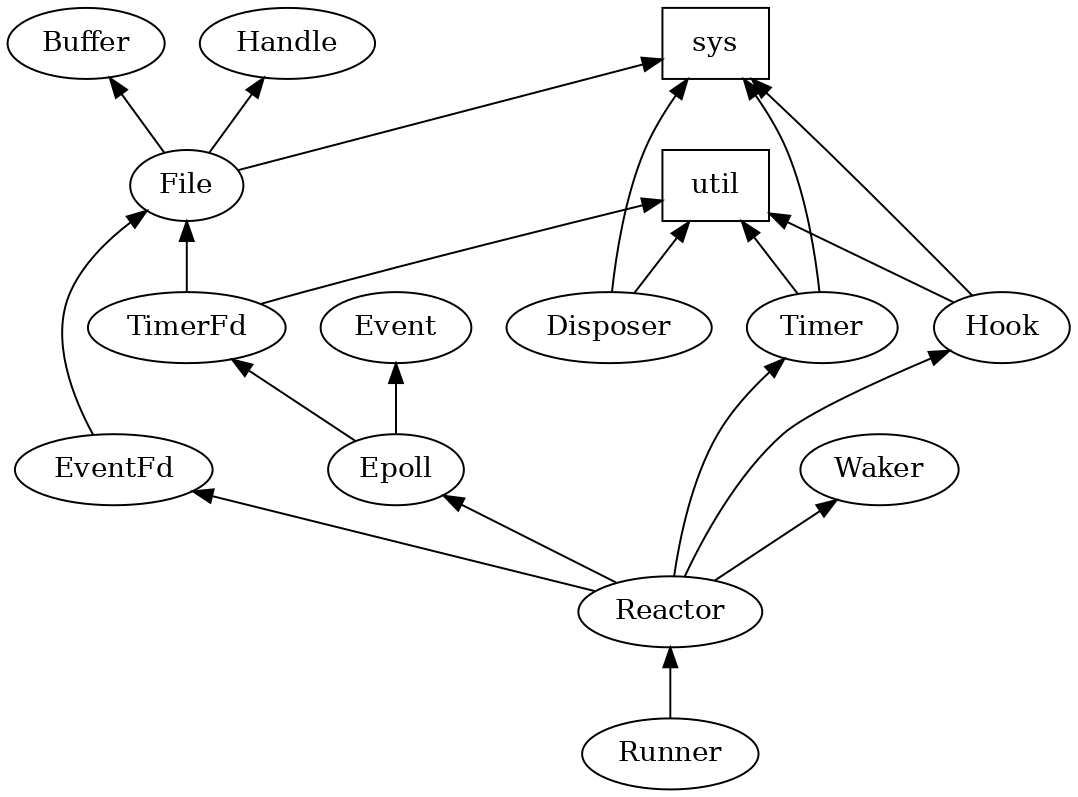 Buffer
Handle
sys
File
util
TimerFd
Event
Disposer
Timer
Hook
EventFd
Epoll
Waker
Reactor
Runner